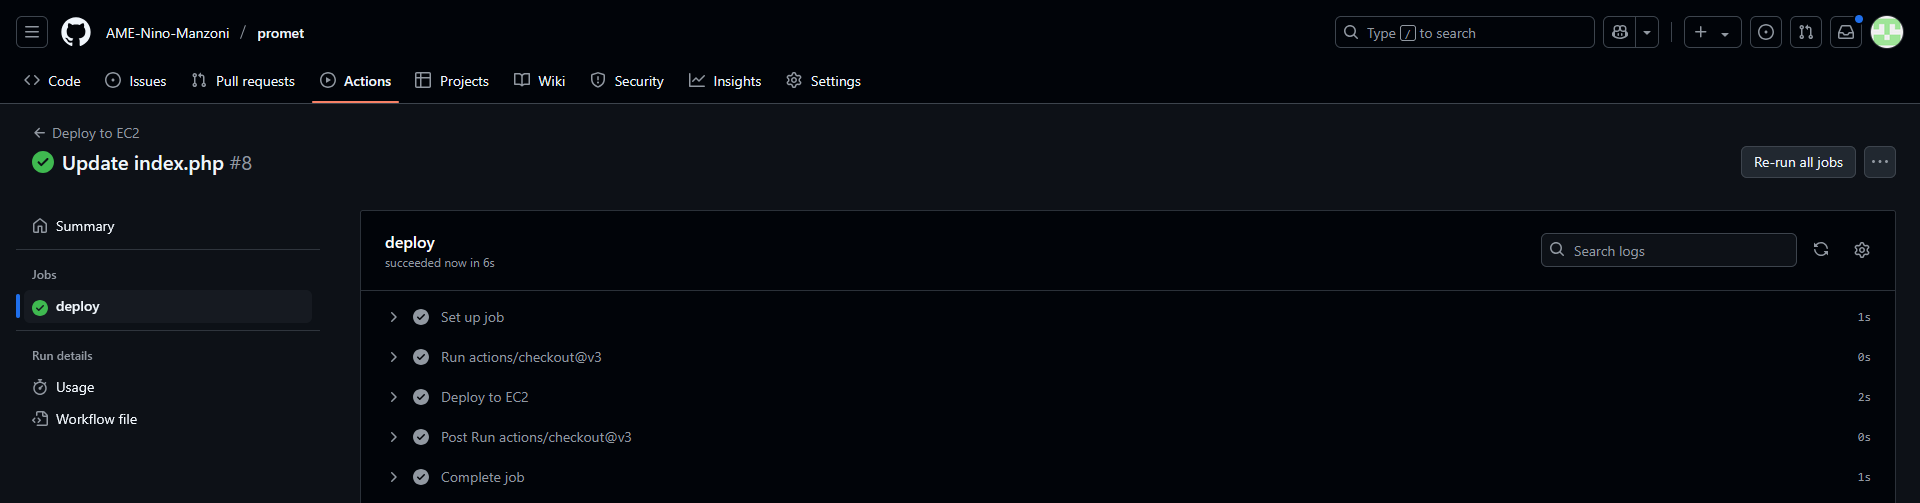 AME-Nino-Manzoni / promet
Type / to search
Code Issues Pull requests Actions Projects Wiki Security Insights Settings
Deploy to EC2
Update index.php #8
Re-run all jobs
Summary
Jobs
deploy
Run details
Usage
Workflow file
deploy
succeeded now in 6s
Search logs
Set up job 1s
Run actions/checkout@v3 0s
Deploy to EC2 2s
Post Run actions/checkout@v3 0s
Complete job 1s